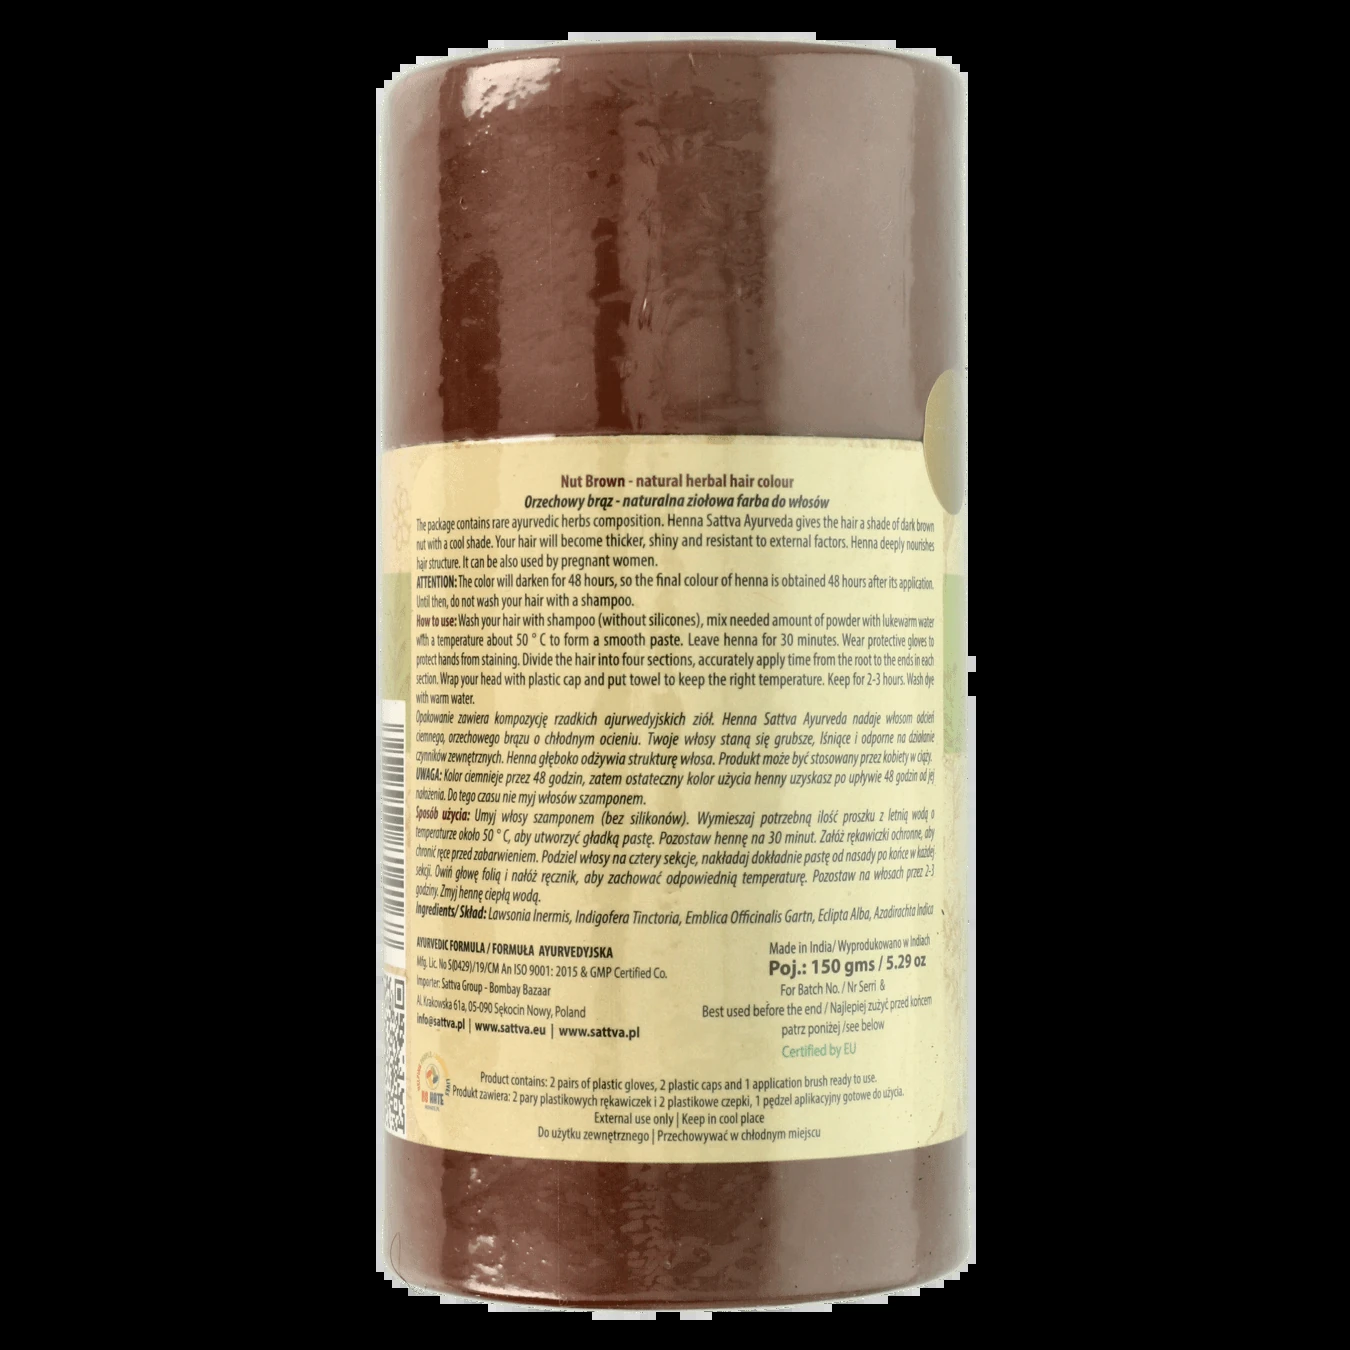 Nut Brown - natural herbal hair colour
Orzechowy brąz - naturalna ziołowa farba do włosów
The package contains rare ayurvedic herbs composition. Henna Sattva Ayurveda gives the hair a shade of dark brown
nut with a cool shade. Your hair will become thicker, shiny and resistant to external factors. Henna deeply nourishes
hair structure. It can be also used by pregnant women.
ATTENTION: The color will darken for 48 hours, so the final colour of henna is obtained 48 hours after its application.
Until then, do not wash your hair with a shampoo.
How to use: Wash your hair with shampoo (without silicones), mix needed amount of powder with lukewarm water
with a temperature about 50 °C to form a smooth paste. Leave henna for 30 minutes. Wear protective gloves to
protect hands from staining. Divide the hair into four sections, accurately apply time from the root to the ends in each
section. Wrap your head with plastic cap and put towel to keep the right temperature. Keep for 2-3 hours. Wash dye
with warm water.
Opakowanie zawiera kompozycję rzadkich ajurwedyjskich ziół. Henna Sattva Ayurveda nadaje włosom odcień
ciemnego, orzechowego brązu o chłodnym ocieniu. Twoje włosy staną się grubsze, lśniące i odporne na działanie
czynników zewnętrznych. Henna głęboko odżywia strukturę włosa. Produkt może być stosowany przez kobiety w ciąży.
UWAGA: Kolor ciemnieje przez 48 godzin, zatem ostateczny kolor użycia henny uzyskasz po upływie 48 godzin od jej
nałożenia. Do tego czasu nie myj włosów szamponem.
Sposób użycia: Umyj włosy szamponem (bez silikonów). Wymieszaj potrzebną ilość proszku z letnią wodą o
temperaturze około 50 °C, aby utworzyć gładką pastę. Pozostaw hennę na 30 minut. Załóż rękawiczki ochronne, aby
chronić ręce przed zabarwieniem. Podziel włosy na cztery sekcje, nakładaj dokładnie pastę od nasady po końce w każdej
sekcji. Owiń głowę folią i nałóż ręcznik, aby zachować odpowiednią temperaturę. Pozostaw na włosach przez 2-3
godziny. Zmyj hennę ciepłą wodą.
Ingredients/ Skład: Lawsonia Inermis, Indigofera Tinctoria, Emblica Officinalis Gartn, Eclipta Alba, Azadirachta Indica
AYURVEDIC FORMULA / FORMUŁA AYURVEDYJSKA
Mfg. Lic. No 5(0429)/19/CM An ISO 9001: 2015 & GMP Certified Co.
Importer: Sattva Group - Bombay Bazaar
Al. Krakowska 61a, 05-090 Sękocin Nowy, Poland
info@sattva.pl | www.sattva.eu | www.sattva.pl
Made in India/ Wyprodukowano w Indiach
Poj.: 150 gms / 5.29 oz
For Batch No. / Nr Serri &
Best used before the end / Najlepiej zużyć przed końcem
patrz poniżej /see below
Certified by EU
Product contains: 2 pairs of plastic gloves, 2 plastic caps and 1 application brush ready to use.
Produkt zawiera: 2 pary plastikowych rękawiczek i 2 plastikowe czepki, 1 pędzel aplikacyjny gotowe do użycia.
External use only | Keep in cool place
Do użytku zewnętrznego | Przechowywać w chłodnym miejscu